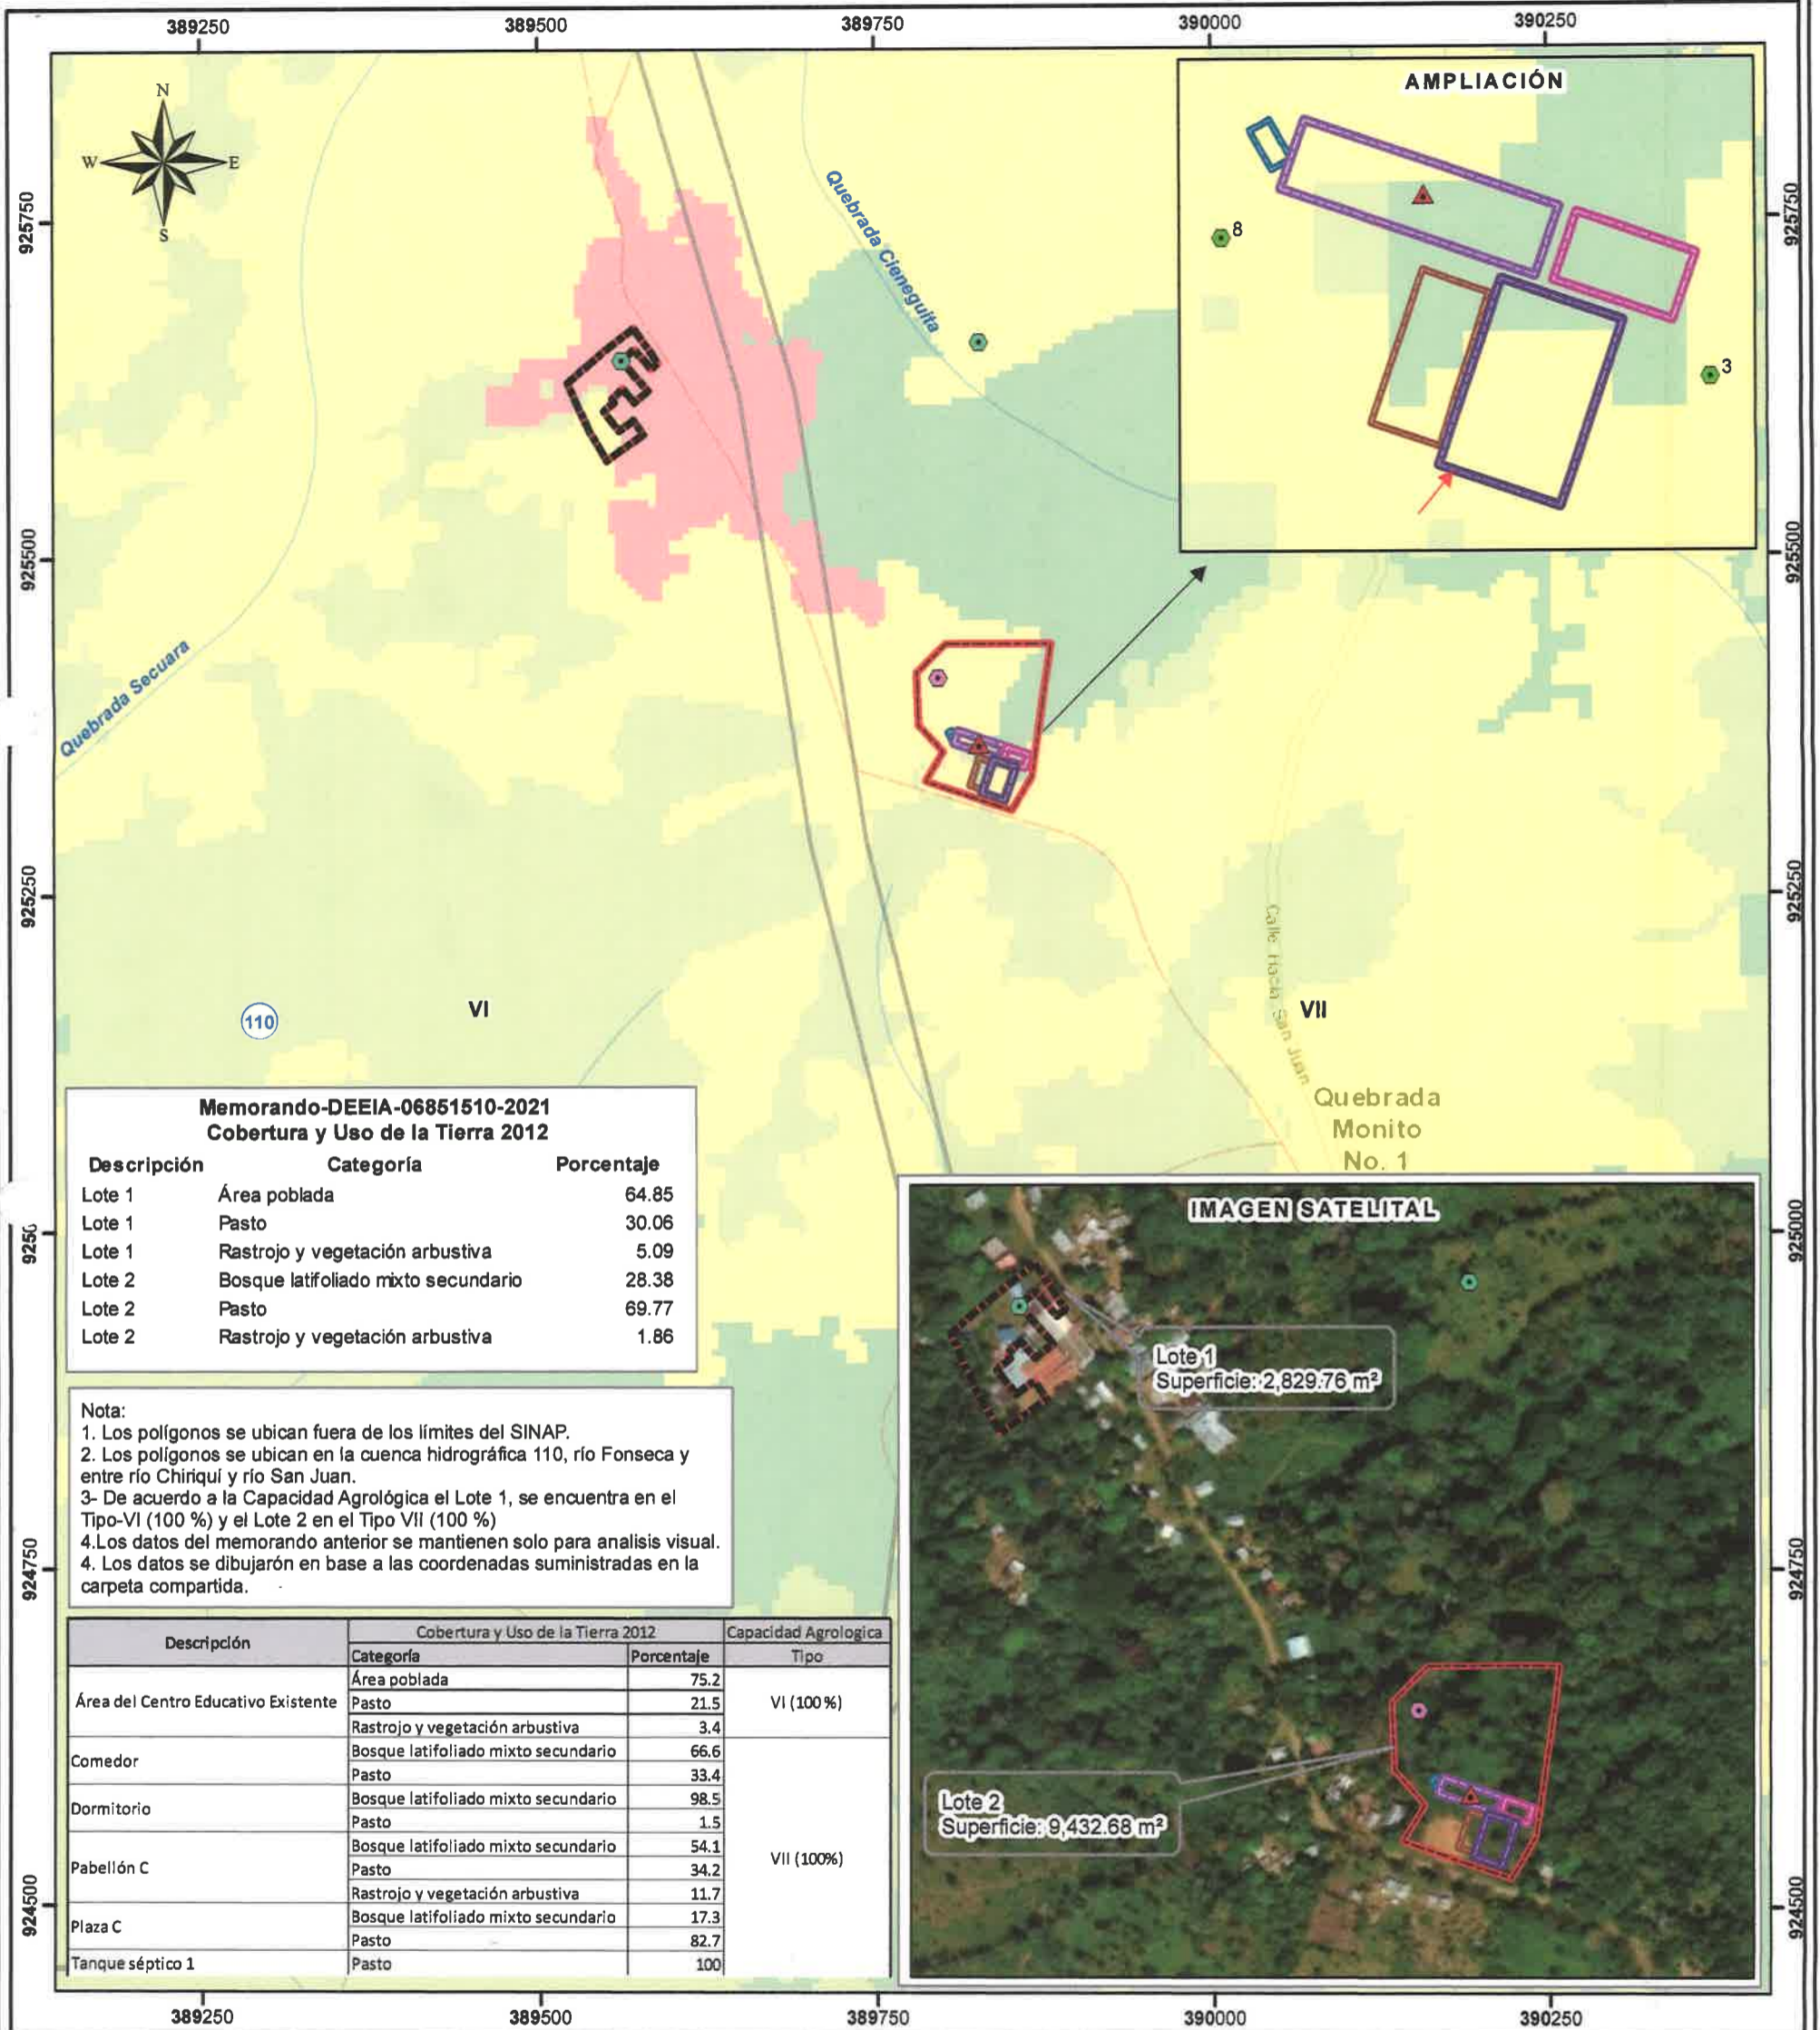 389250 389500 389750 390000 390250
AMPLIACIÓN
N
W E
S
8
3
925750 925750
Quebrada Cieneguita
925500 925500
Quebrada Secuara
925250 925250
Calle Hacia San Juan
VI
VII
110
Quebrada
Monito
No. 1
Memorando-DEEIA-06851510-2021
Cobertura y Uso de la Tierra 2012
Descripción Categoría Porcentaje
Lote 1 Área poblada 64.85
Lote 1 Pasto 30.06
Lote 1 Rastrojo y vegetación arbustiva 5.09
Lote 2 Bosque latifoliado mixto secundario 28.38
Lote 2 Pasto 69.77
Lote 2 Rastrojo y vegetación arbustiva 1.86
925000
IMAGEN SATELITAL
Lote 1
Superficie: 2,829.76 m²
Lote 2
Superficie: 9,432.68 m²
Nota:
1. Los polígonos se ubican fuera de los límites del SINAP.
2. Los polígonos se ubican en la cuenca hidrográfica 110, río Fonseca y
entre río Chiriquí y río San Juan.
3- De acuerdo a la Capacidad Agrológica el Lote 1, se encuentra en el
Tipo-VI (100 %) y el Lote 2 en el Tipo VII (100 %)
4.Los datos del memorando anterior se mantienen solo para analisis visual.
4. Los datos se dibujarón en base a las coordenadas suministradas en la
carpeta compartida.
924750 924750
Descripción Cobertura y Uso de la Tierra 2012 Capacidad Agrologica
Categoría Porcentaje Tipo
Área del Centro Educativo Existente Área poblada 75.2 VI (100 %)
Pasto 21.5
Rastrojo y vegetación arbustiva 3.4
Comedor Bosque latifoliado mixto secundario 66.6 VII (100%)
Pasto 33.4
Dormitorio Bosque latifoliado mixto secundario 98.5
Pasto 1.5
Pabellón C Bosque latifoliado mixto secundario 54.1
Pasto 34.2
Rastrojo y vegetación arbustiva 11.7
Plaza C Bosque latifoliado mixto secundario 17.3
Pasto 82.7
Tanque séptico 1 Pasto 100
924500 924500
389250 389500 389750 390000 390250